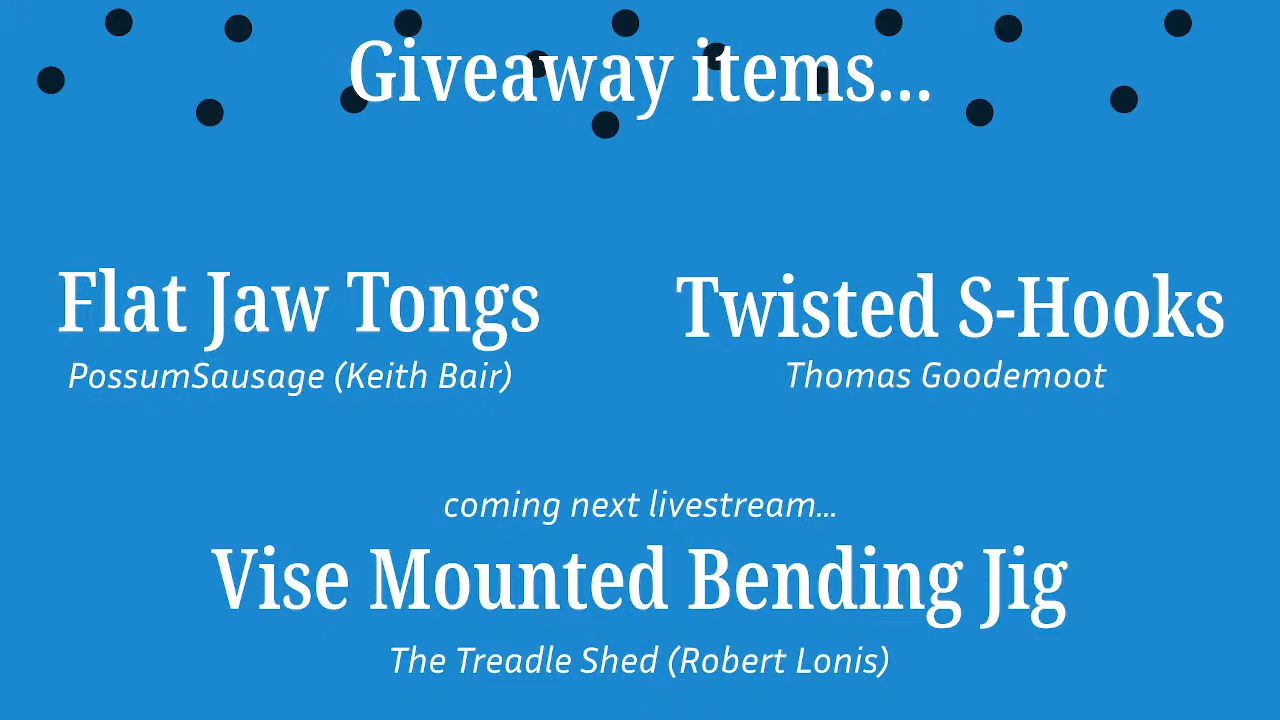 Giveaway items...
Flat Jaw Tongs
PossumSausage (Keith Bair)
Twisted S-Hooks
Thomas Goodemoot
coming next livestream...
Vise Mounted Bending Jig
The Treadle Shed (Robert Lonis)